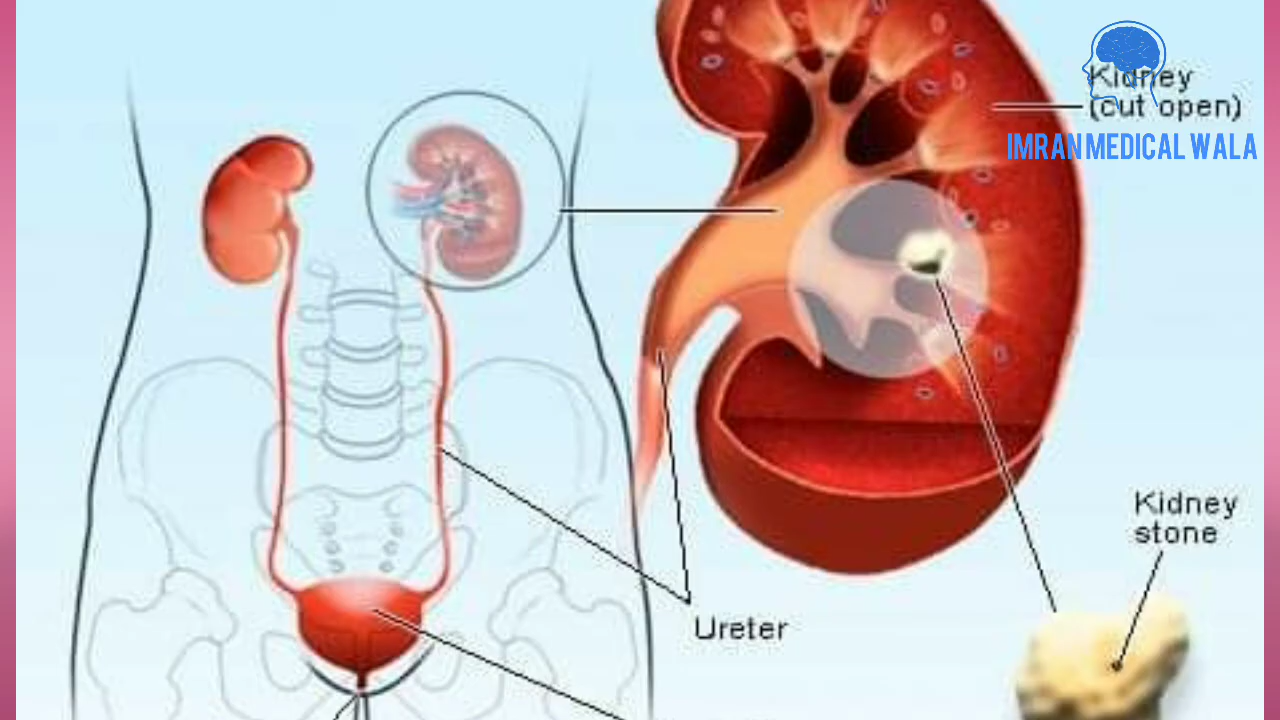 Kidney
(cut open)
IMRAN MEDICAL WALA
Kidney
stone
Ureter